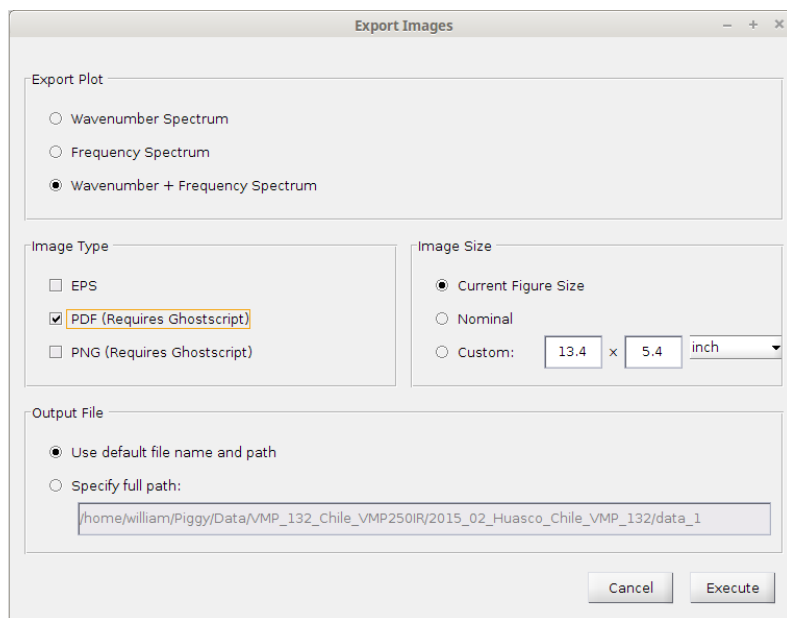 Export Images
Export Plot
Wavenumber Spectrum
Frequency Spectrum
Wavenumber + Frequency Spectrum
Image Type
EPS
PDF (Requires Ghostscript)
PNG (Requires Ghostscript)
Image Size
Current Figure Size
Nominal
Custom: 13.4 x 5.4 inch
Output File
Use default file name and path
Specify full path:
/home/william/Piggy/Data/VMP_132_Chile_VMP250IR/2015_02_Huasco_Chile_VMP_132/data_1
Cancel Execute